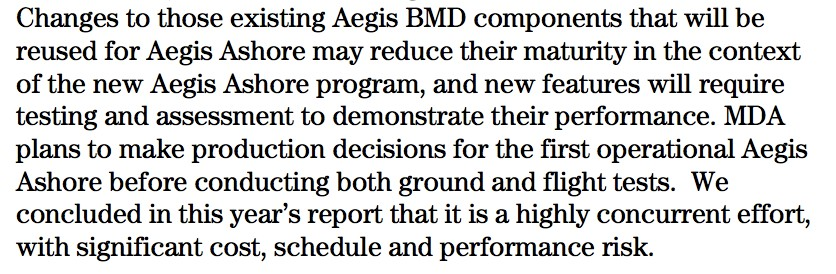 Changes to those existing Aegis BMD components that will be
reused for Aegis Ashore may reduce their maturity in the context
of the new Aegis Ashore program, and new features will require
testing and assessment to demonstrate their performance. MDA
plans to make production decisions for the first operational Aegis
Ashore before conducting both ground and flight tests.  We
concluded in this year’s report that it is a highly concurrent effort,
with significant cost, schedule and performance risk.